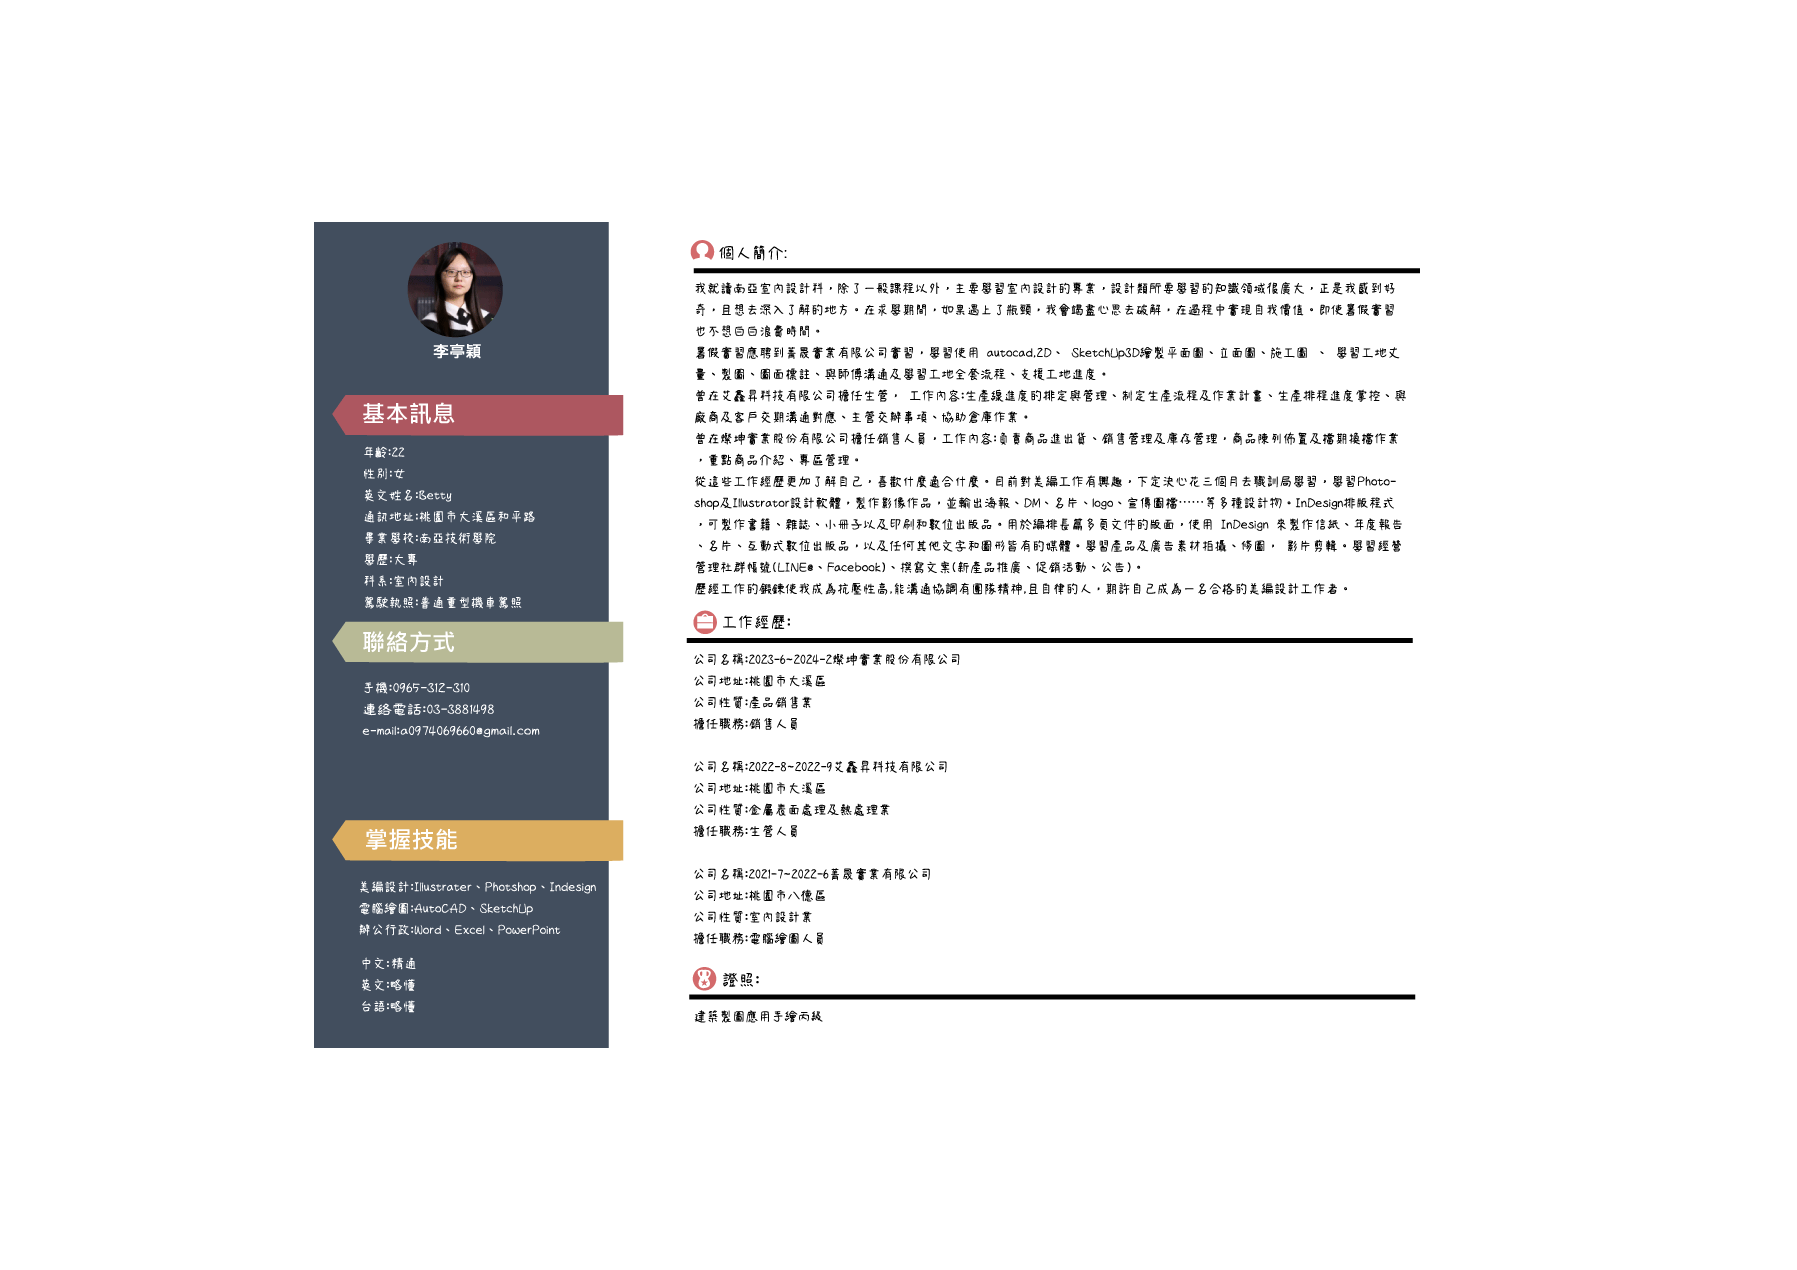 李亭穎
基本訊息
年齡:22
性別:女
英文姓名:Betty
通訊地址:桃園市大溪區和平路
畢業學校:南亞技術學院
學歷:大專
科系:室內設計
駕駛執照:普通重型機車駕照
聯絡方式
手機:0965-312-310
連絡電話:03-3881498
e-mail:a0974069660@gmail.com
掌握技能
美編設計:Illustrater、Photshop、Indesign
電腦繪圖:AutoCAD、SketchUp
辦公行政:Word、Excel、PowerPoint
中文:精通
英文:略懂
台語:略懂
個人簡介:
我就讀南亞室內設計科，除了一般課程以外，主要學習室內設計的專業，設計類所要學習的知識領域很廣大，正是我感到好
奇，且想去深入了解的地方。在求學期間，如果遇上了瓶頸，我會竭盡心思去破解，在過程中實現自我價值。即使暑假實習
也不想白白浪費時間。
暑假實習應聘到菁晟實業有限公司實習，學習使用 autocad,2D、 SketchUp3D繪製平面圖、立面圖、施工圖 、 學習工地丈
量、製圖、圖面標註、與師傅溝通及學習工地全套流程、支援工地進度。
曾在艾鑫昇科技有限公司擔任生管， 工作內容:生產線進度的排定與管理、制定生產流程及作業計畫、生產排程進度掌控、與
廠商及客戶交期溝通對應、主管交辦事項、協助倉庫作業。
曾在燦坤實業股份有限公司擔任銷售人員，工作內容:負責商品進出貨、銷售管理及庫存管理，商品陳列佈置及檔期換檔作業
，重點商品介紹、專區管理。
從這些工作經歷更加了解自己，喜歡什麼適合什麼。目前對美編工作有興趣，下定決心花三個月去職訓局學習，學習Photo-
shop及Illustrator設計軟體，製作影像作品，並輸出海報、DM、名片、logo、宣傳圖檔……等多種設計物。InDesign排版程式
，可製作書籍、雜誌、小冊子以及印刷和數位出版品。用於編排長篇多頁文件的版面，使用 InDesign 來製作信紙、年度報告
、名片、互動式數位出版品，以及任何其他文字和圖形皆有的媒體。學習產品及廣告素材拍攝、修圖， 影片剪輯。學習經營
管理社群帳號(LINE@、Facebook)、撰寫文案(新產品推廣、促銷活動、公告)。
歷經工作的鍛鍊使我成為抗壓性高,能溝通協調有團隊精神,且自律的人，期許自己成為一名合格的美編設計工作者。
工作經歷:
公司名稱:2023-6~2024-2燦坤實業股份有限公司
公司地址:桃園市大溪區
公司性質:產品銷售業
擔任職務:銷售人員
公司名稱:2022-8~2022-9艾鑫昇科技有限公司
公司地址:桃園市大溪區
公司性質:金屬表面處理及熱處理業
擔任職務:生管人員
公司名稱:2021-7~2022-6菁晟實業有限公司
公司地址:桃園市八德區
公司性質:室內設計業
擔任職務:電腦繪圖人員
證照:
建築製圖應用手繪丙級